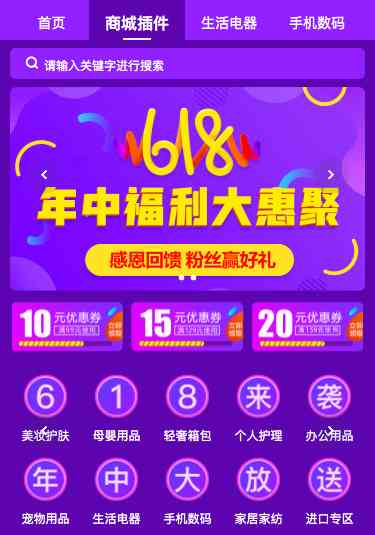 首页 商城插件 生活电器 手机数码
请输入关键字进行搜索
618
年中福利大惠聚
感恩回馈 粉丝赢好礼
10 元优惠券 满99元使用 立即领取
15 元优惠券 满129元使用 立即领取
20 元优惠券 满159元使用 立即领取
6 1 8 来 袭
美妆护肤 母婴用品 轻奢箱包 个人护理 办公用品
年 中 大 放 送
宠物用品 生活电器 手机数码 家居家纺 进口专区